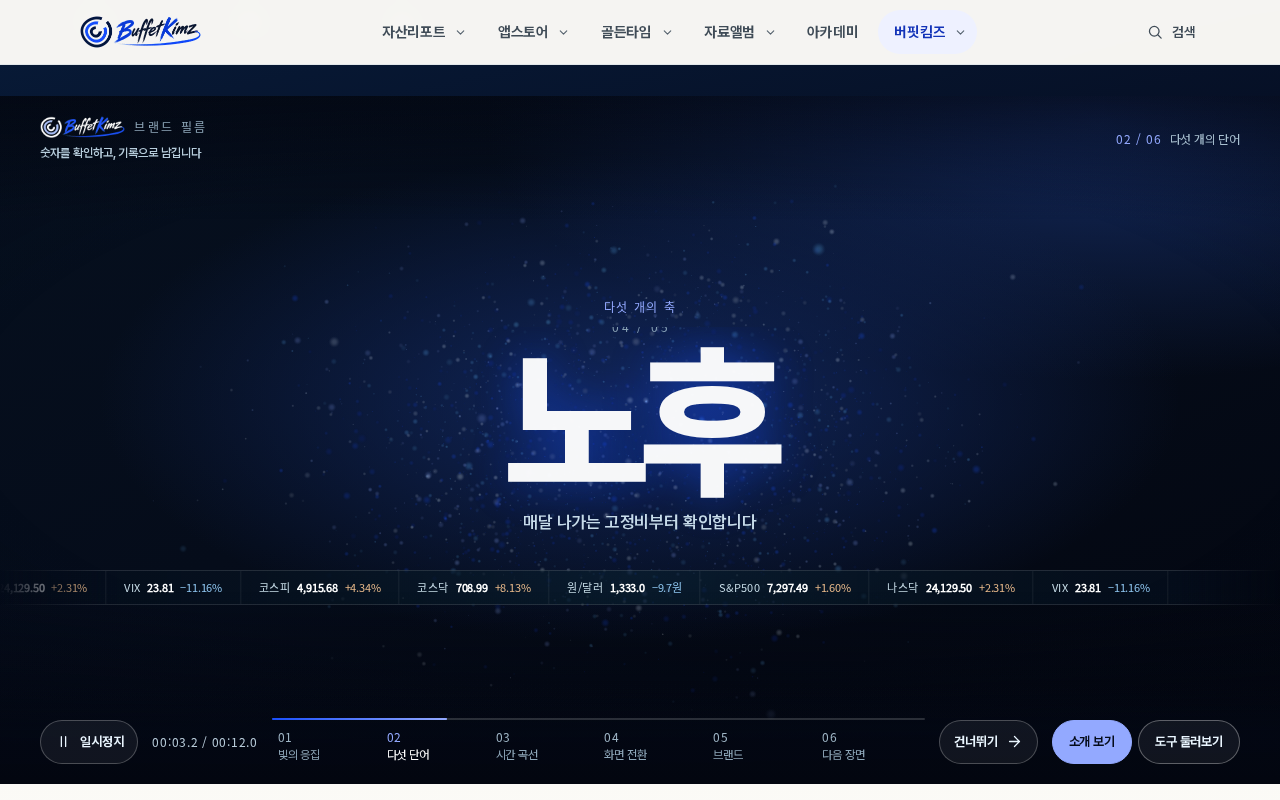 BuffetKimz
자산리포트
앱스토어
골든타임
자료앨범
아카데미
버핏킴즈
검색
BuffetKimz 브랜드 필름
숫자를 확인하고, 기록으로 남깁니다
02 / 06 다섯 개의 단어
다섯 개의 축
04 / 05
노후
매달 나가는 고정비부터 확인합니다
4,129.50 +2.31% VIX 23.81 −11.16% 코스피 4,915.68 +4.34% 코스닥 708.99 +8.13% 원/달러 1,333.0 −9.7원 S&P500 7,297.49 +1.60% 나스닥 24,129.50 +2.31% VIX 23.81 −11.16%
일시정지
00:03.2 / 00:12.0
01 빛의 응집
02 다섯 단어
03 시간 곡선
04 화면 전환
05 브랜드
06 다음 장면
건너뛰기
소개 보기
도구 둘러보기